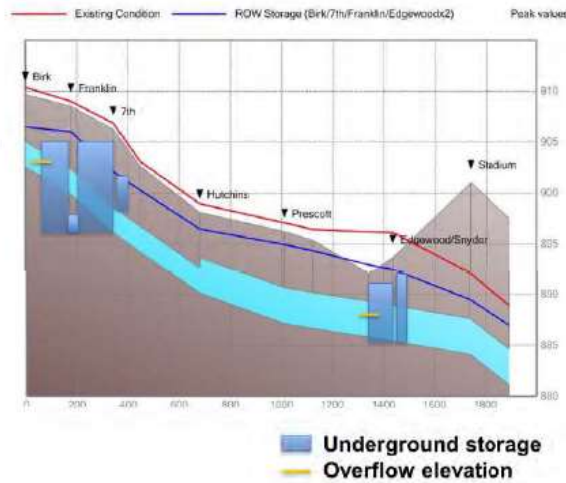 Existing Condition ROW Storage (Birk/7th/Franklin/Edgewoodx2) Peak values
Birk
Franklin
7th
Hutchins
Prescott
Edgewood/Snyder
Stadium
910
905
900
895
890
885
880
0 200 400 600 800 1000 1200 1400 1600 1800
Underground storage
Overflow elevation